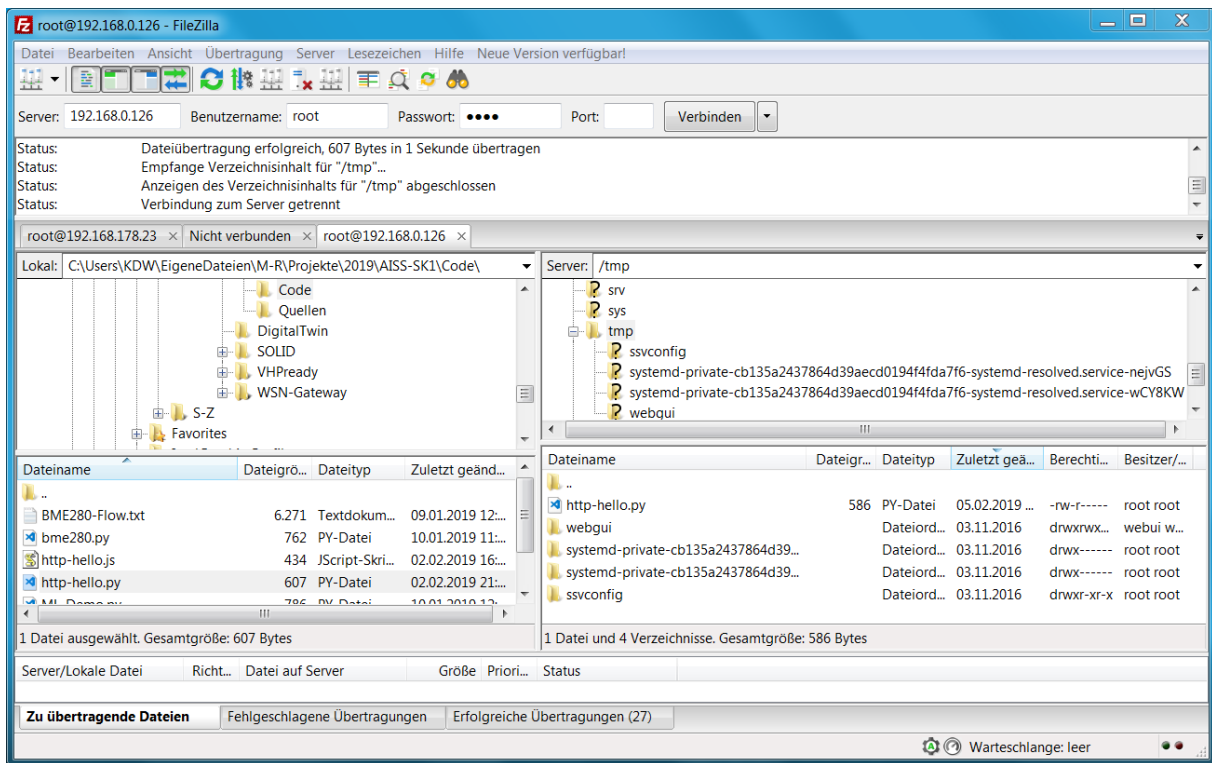 root@192.168.0.126 - FileZilla
Datei Bearbeiten Ansicht Übertragung Server Lesezeichen Hilfe Neue Version verfügbar!
Server: 192.168.0.126 Benutzername: root Passwort: •••• Port: Verbinden
Status: Dateiübertragung erfolgreich, 607 Bytes in 1 Sekunde übertragen
Status: Empfange Verzeichnisinhalt für "/tmp"...
Status: Anzeigen des Verzeichnisinhalts für "/tmp" abgeschlossen
Status: Verbindung zum Server getrennt
root@192.168.178.23 × Nicht verbunden × root@192.168.0.126 ×
Lokal: C:\Users\KDW\EigeneDateien\M-R\Projekte\2019\AISS-SK1\Code\
Code
Quellen
DigitalTwin
SOLID
VHPready
WSN-Gateway
S-Z
Favorites
Server: /tmp
srv
sys
tmp
ssvconfig
systemd-private-cb135a2437864d39aecd0194f4fda7f6-systemd-resolved.service-nejvGS
systemd-private-cb135a2437864d39aecd0194f4fda7f6-systemd-resolved.service-wCY8KW
webgui
Dateiname Dateigrö... Dateityp Zuletzt geänd...
..
BME280-Flow.txt 6.271 Textdokum... 09.01.2019 12:...
bme280.py 762 PY-Datei 10.01.2019 11:...
http-hello.js 434 JScript-Skri... 02.02.2019 16:...
http-hello.py 607 PY-Datei 02.02.2019 21:...
ML-Demo.py 786 PY-Datei 10.01.2019 12:...
1 Datei ausgewählt. Gesamtgröße: 607 Bytes
Dateiname Dateigr... Dateityp Zuletzt geä... Berechti... Besitzer/...
..
http-hello.py 586 PY-Datei 05.02.2019 ... -rw-r----- root root
webgui Dateiord... 03.11.2016 drwxrwx... webui w...
systemd-private-cb135a2437864d39... Dateiord... 03.11.2016 drwx------ root root
systemd-private-cb135a2437864d39... Dateiord... 03.11.2016 drwx------ root root
ssvconfig Dateiord... 03.11.2016 drwxr-xr-x root root
1 Datei und 4 Verzeichnisse. Gesamtgröße: 586 Bytes
Server/Lokale Datei Richt... Datei auf Server Größe Priori... Status
Zu übertragende Dateien Fehlgeschlagene Übertragungen Erfolgreiche Übertragungen (27)
Warteschlange: leer